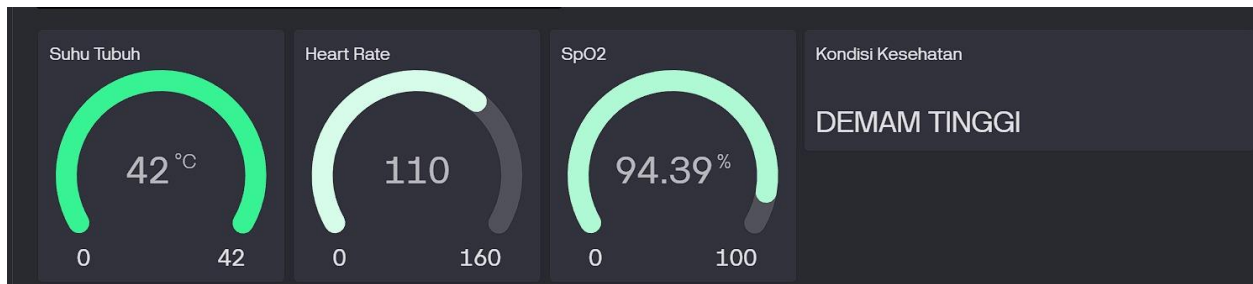 Suhu Tubuh
42 °C
0 42
Heart Rate
110
0 160
SpO2
94.39 %
0 100
Kondisi Kesehatan
DEMAM TINGGI